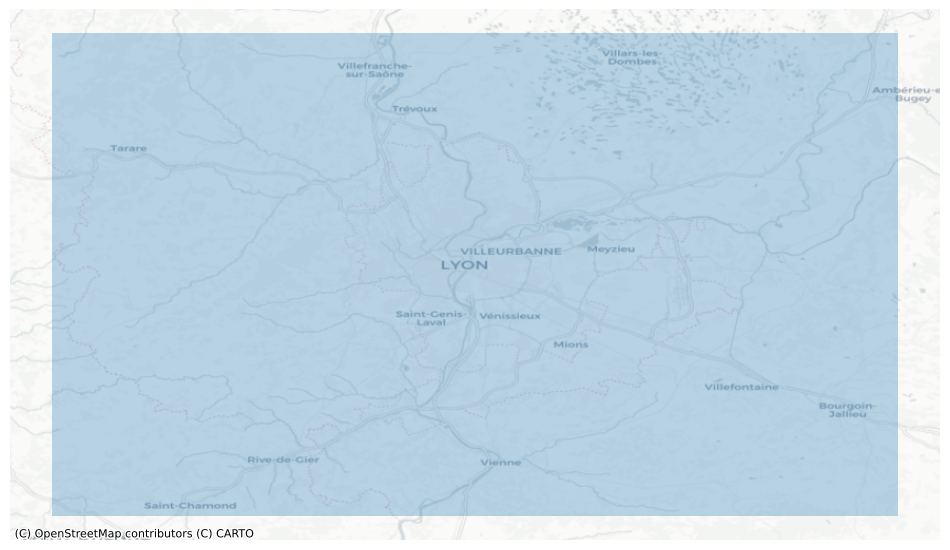 Villars-les-
Dombes
Villefranche-
sur-Saône
Ambérieu-e
Bugey
Trévoux
Tarare
VILLEURBANNE
Meyzieu
LYON
Saint-Genis-
Laval
Vénissieux
Mions
Villefontaine
Bourgoin-
Jallieu
Rive-de-Gier
Vienne
Saint-Chamond
(C) OpenStreetMap contributors (C) CARTO